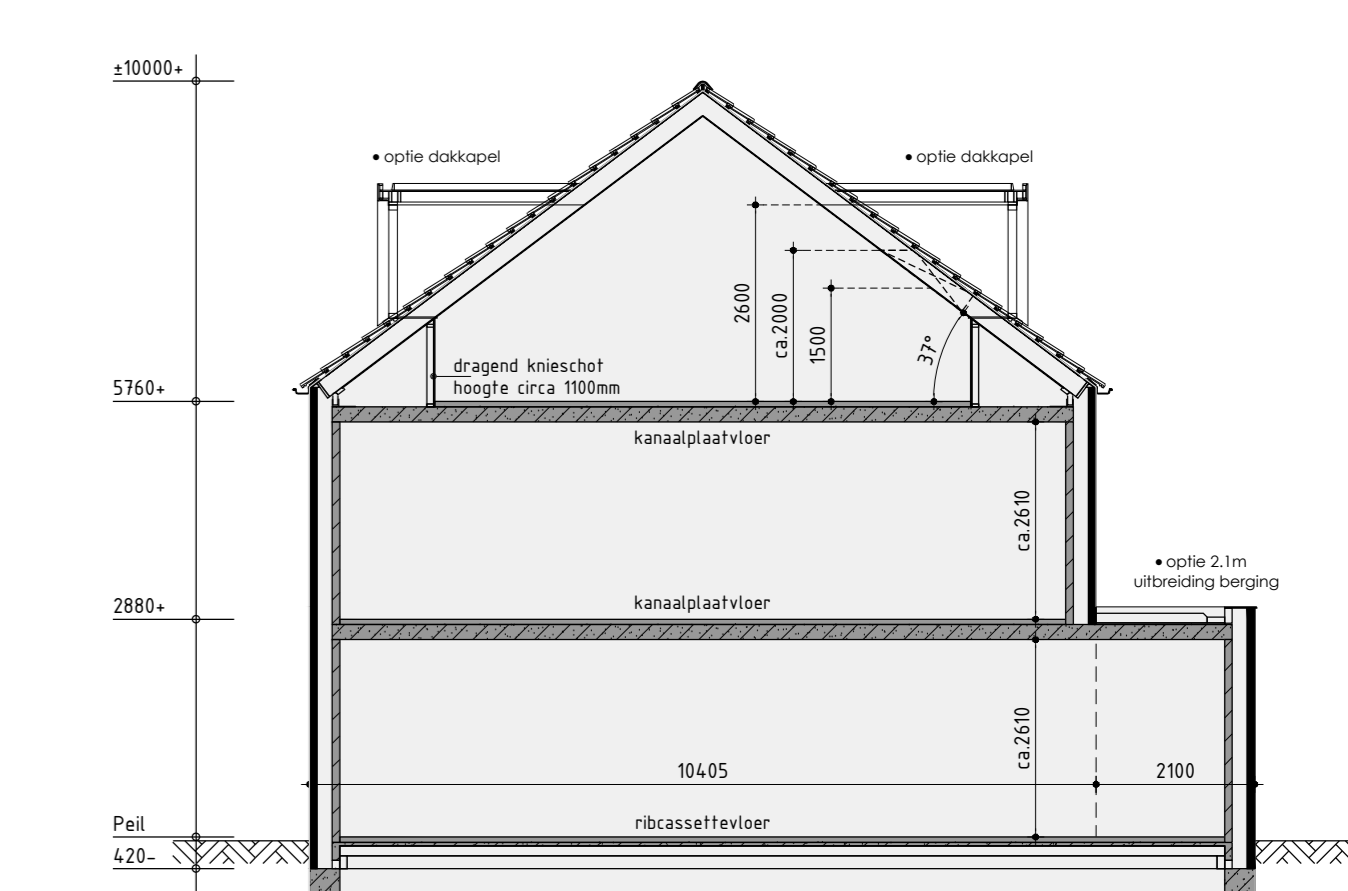 ±10000+
• optie dakkapel
• optie dakkapel
2600
ca.2000
1500
37°
dragend knieschot
hoogte circa 1100mm
5760+
kanaalplaatvloer
ca.2610
• optie 2.1m
uitbreiding berging
kanaalplaatvloer
2880+
ca.2610
10405
2100
Peil
ribcassettevloer
420-